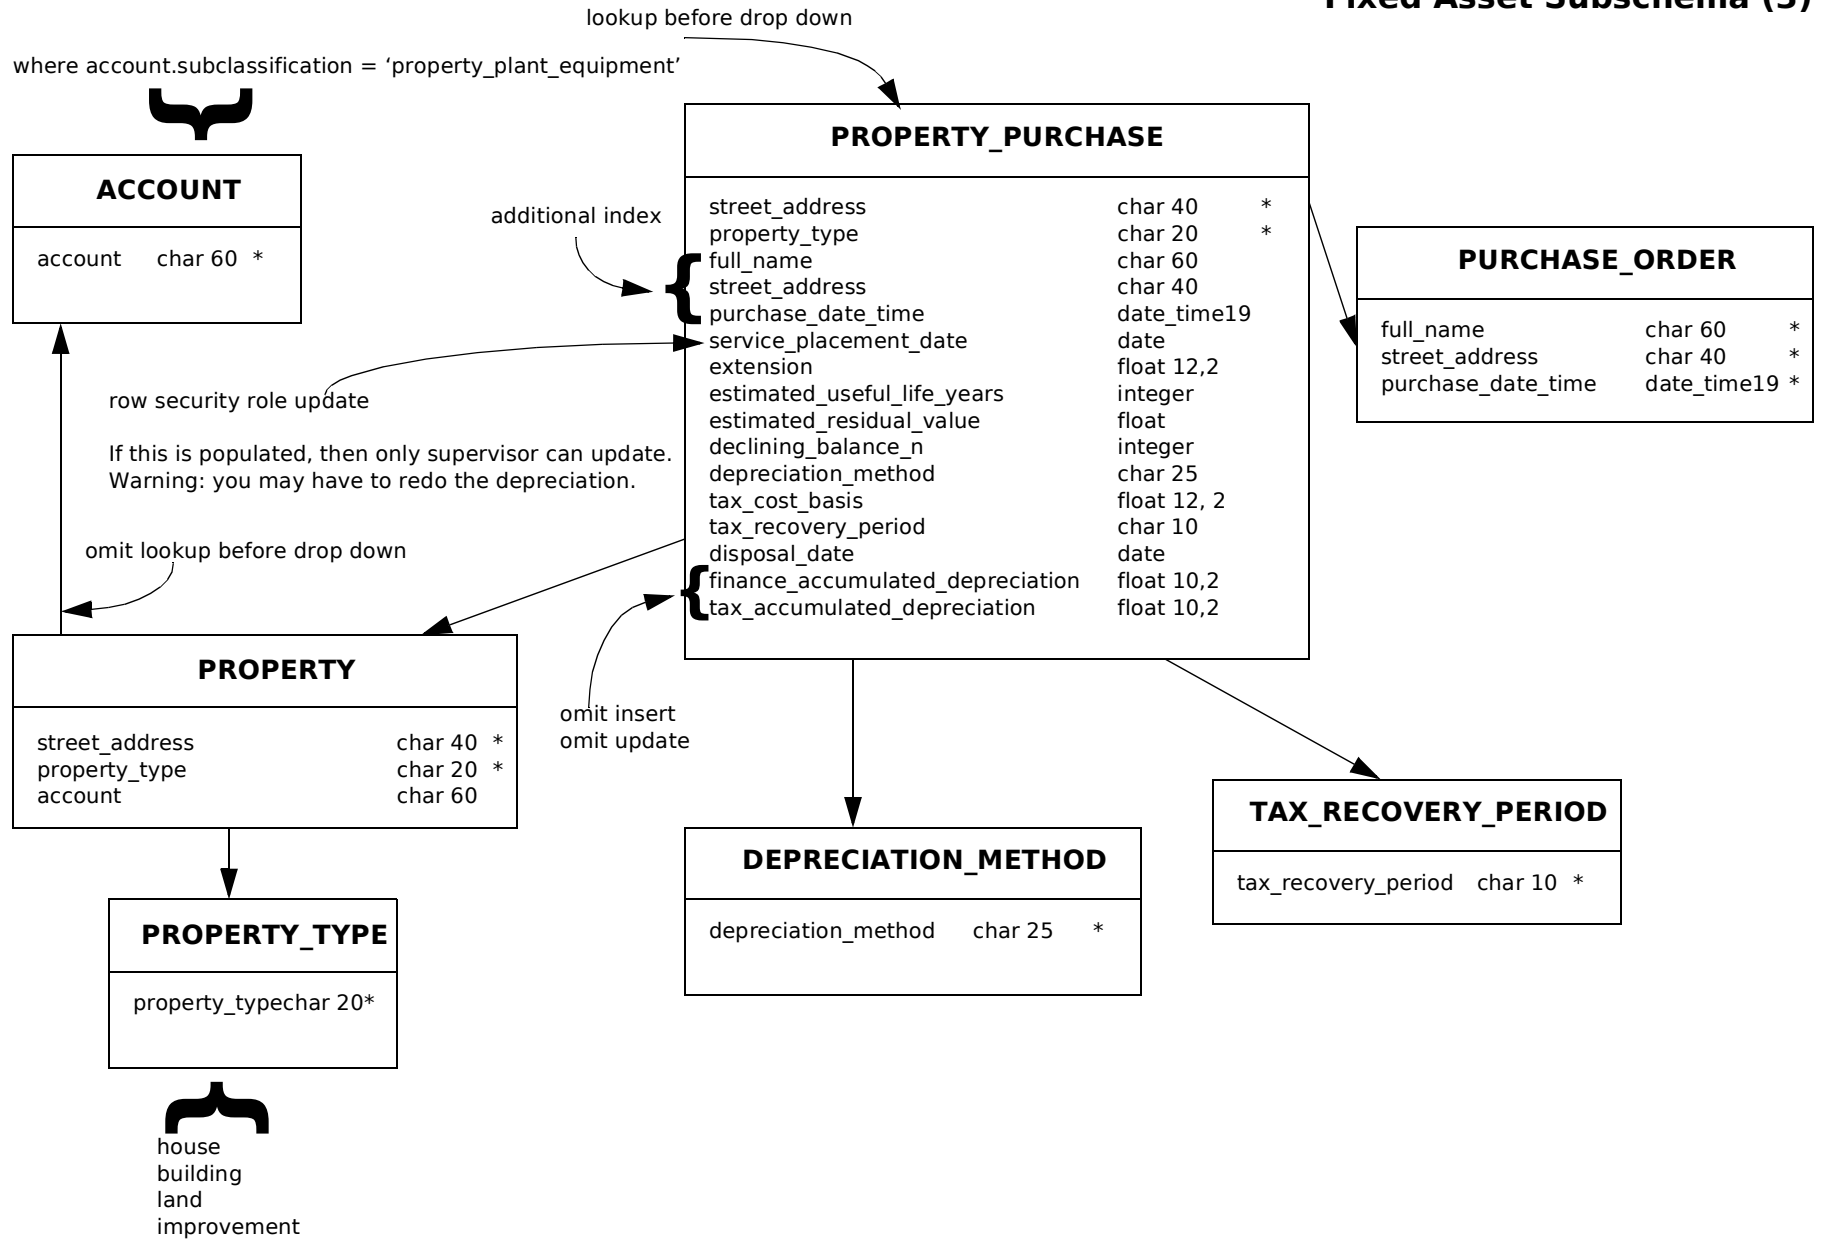 Fixed Asset Subschema (3)
lookup before drop down
where account.subclassification = ‘property_plant_equipment’
ACCOUNT
account char 60 *
PROPERTY_PURCHASE
street_address char 40 *
property_type char 20 *
full_name char 60
street_address char 40
purchase_date_time date_time19
service_placement_date date
extension float 12,2
estimated_useful_life_years integer
estimated_residual_value float
declining_balance_n integer
depreciation_method char 25
tax_cost_basis float 12, 2
tax_recovery_period char 10
disposal_date date
finance_accumulated_depreciation float 10,2
tax_accumulated_depreciation float 10,2
additional index
PURCHASE_ORDER
full_name char 60 *
street_address char 40 *
purchase_date_time date_time19 *
row security role update
If this is populated, then only supervisor can update.
Warning: you may have to redo the depreciation.
omit lookup before drop down
PROPERTY
street_address char 40 *
property_type char 20 *
account char 60
omit insert
omit update
TAX_RECOVERY_PERIOD
tax_recovery_period char 10 *
DEPRECIATION_METHOD
depreciation_method char 25 *
PROPERTY_TYPE
property_typechar 20*
house
building
land
improvement